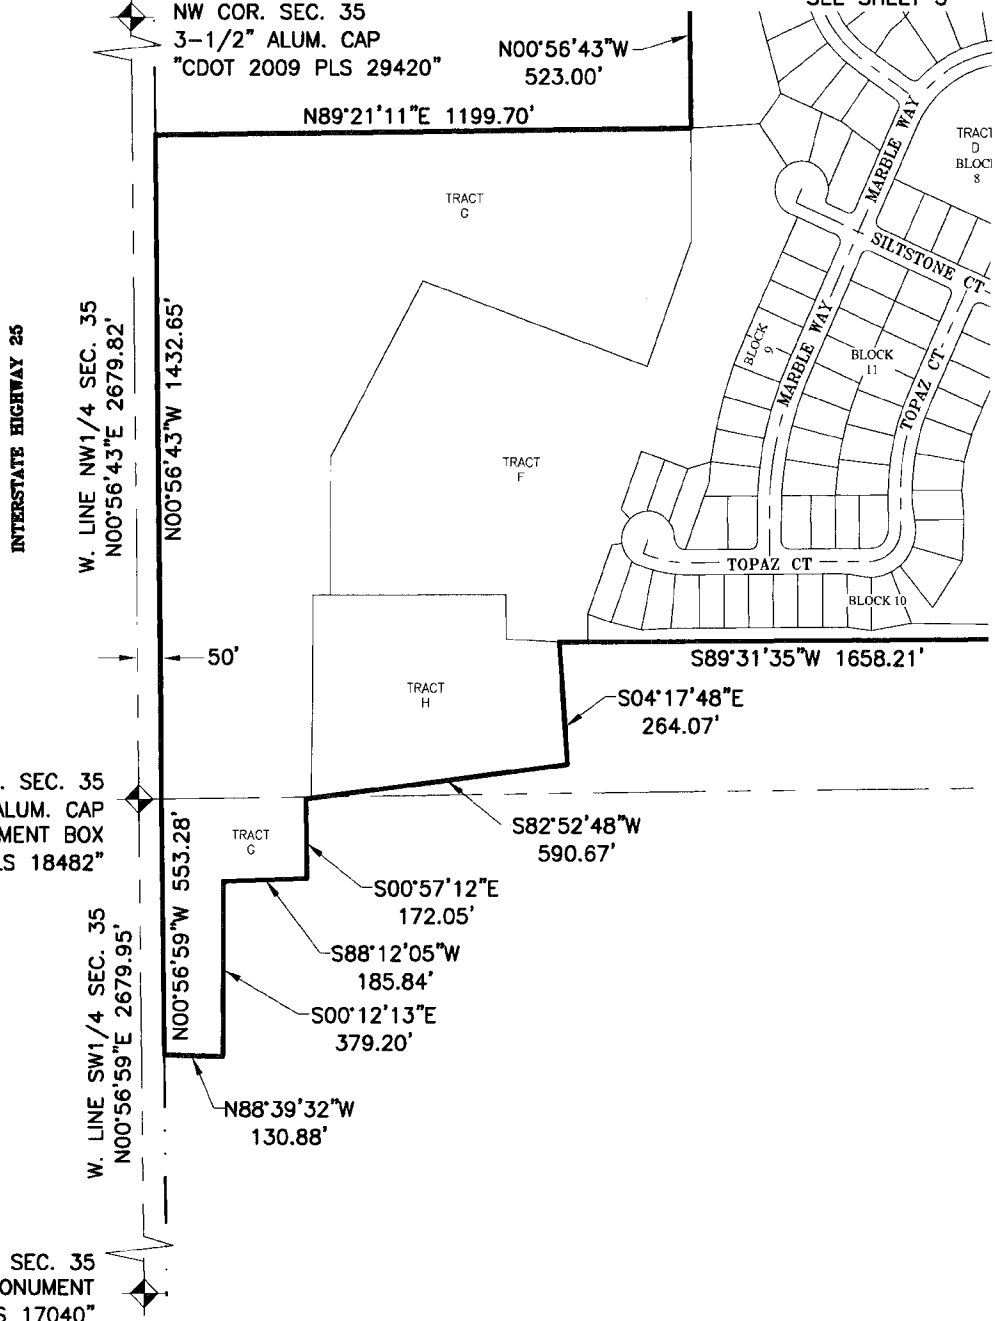 NW COR. SEC. 35
3-1/2" ALUM. CAP
"CDOT 2009 PLS 29420"
N00°56'43"W
523.00'
N89°21'11"E 1199.70'
TRACT
G
MARBLE WAY
TRACT
D
BLOCK
8
SILTSTONE CT
INTERSTATE HIGHWAY 25
W. LINE NW1/4 SEC. 35
N00°56'43"E 2679.82'
N00°56'43"W 1432.65'
BLOCK
9
MARBLE WAY
BLOCK
11
TOPAZ CT
TRACT
F
TOPAZ CT
BLOCK 10
50'
S89°31'35"W 1658.21'
TRACT
H
S04°17'48"E
264.07'
. SEC. 35
ALUM. CAP
MENT BOX
LS 18482"
N00°56'59"W 553.28'
TRACT
G
S82°52'48"W
590.67'
S00°57'12"E
172.05'
S88°12'05"W
185.84'
S00°12'13"E
379.20'
W. LINE SW1/4 SEC. 35
N00°56'59"E 2679.95'
N88°39'32"W
130.88'
SEC. 35
ONUMENT
S 17040"